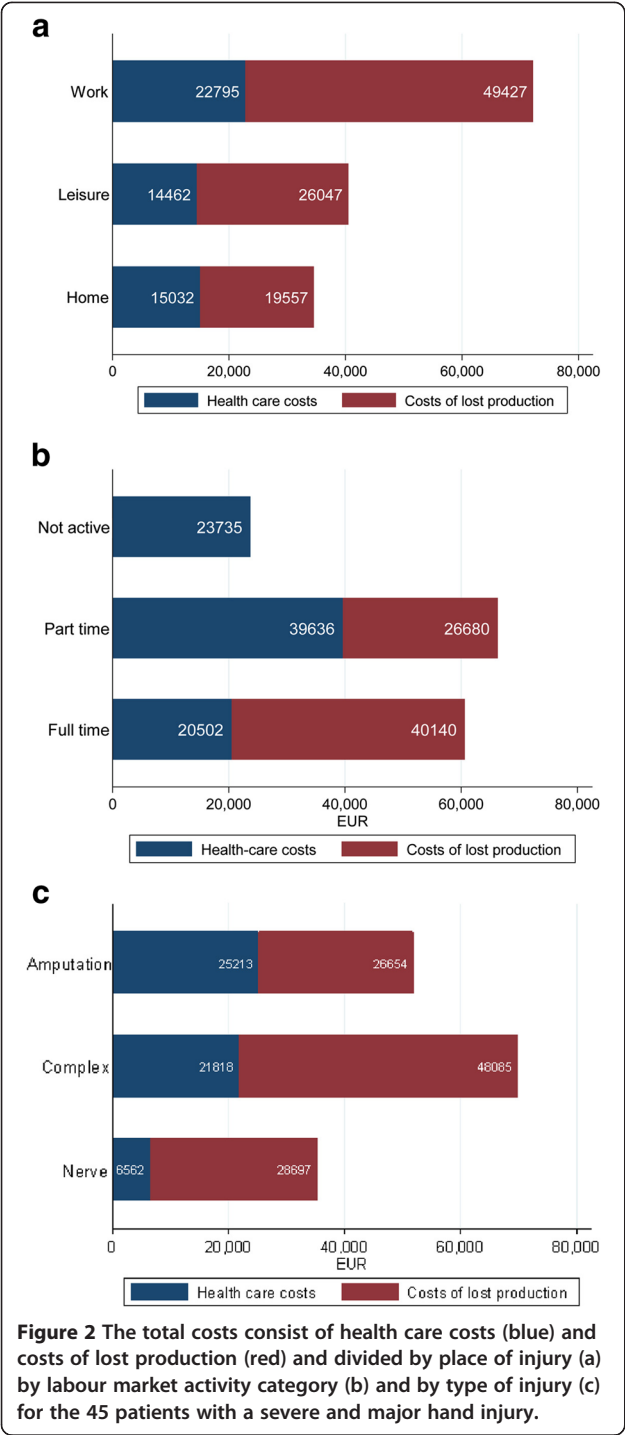 a
Work
22795
49427
Leisure
14462
26047
Home
15032
19557
0 20,000 40,000 60,000 80,000
Health care costs Costs of lost production
b
Not active
23735
Part time
39636
26680
Full time
20502
40140
0 20,000 40,000 60,000 80,000
EUR
Health-care costs Costs of lost production
c
Amputation
25213
26654
Complex
21818
48085
Nerve
6562
28697
0 20,000 40,000 60,000 80,000
EUR
Health care costs Costs of lost production
Figure 2 The total costs consist of health care costs (blue) and
costs of lost production (red) and divided by place of injury (a)
by labour market activity category (b) and by type of injury (c)
for the 45 patients with a severe and major hand injury.